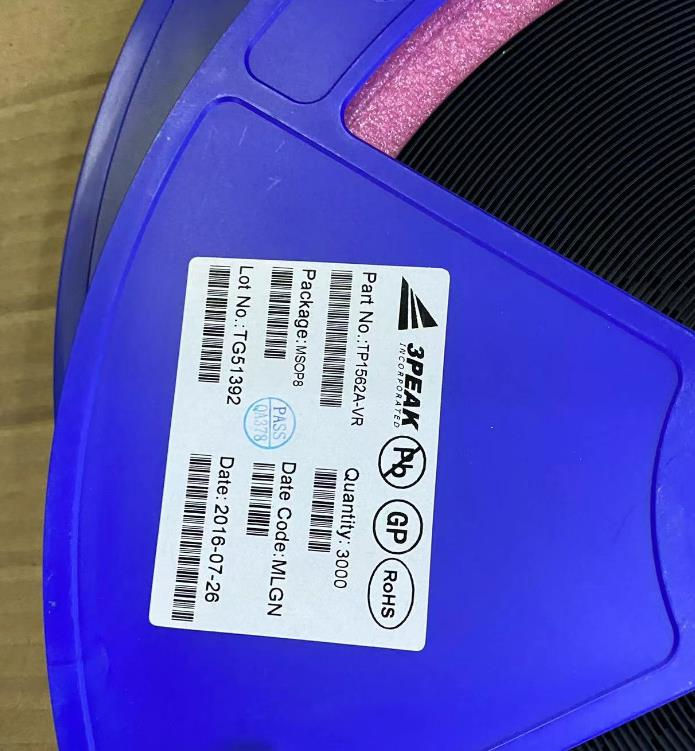 3PEAK
INCORPORATED
Pb
GP
RoHS
Part No.:TP1562A-VR
Quantity: 3000
Package: MSOP8
Date Code:MLGN
Lot No.:TG51392
Date: 2016-07-26
PASS
QA378